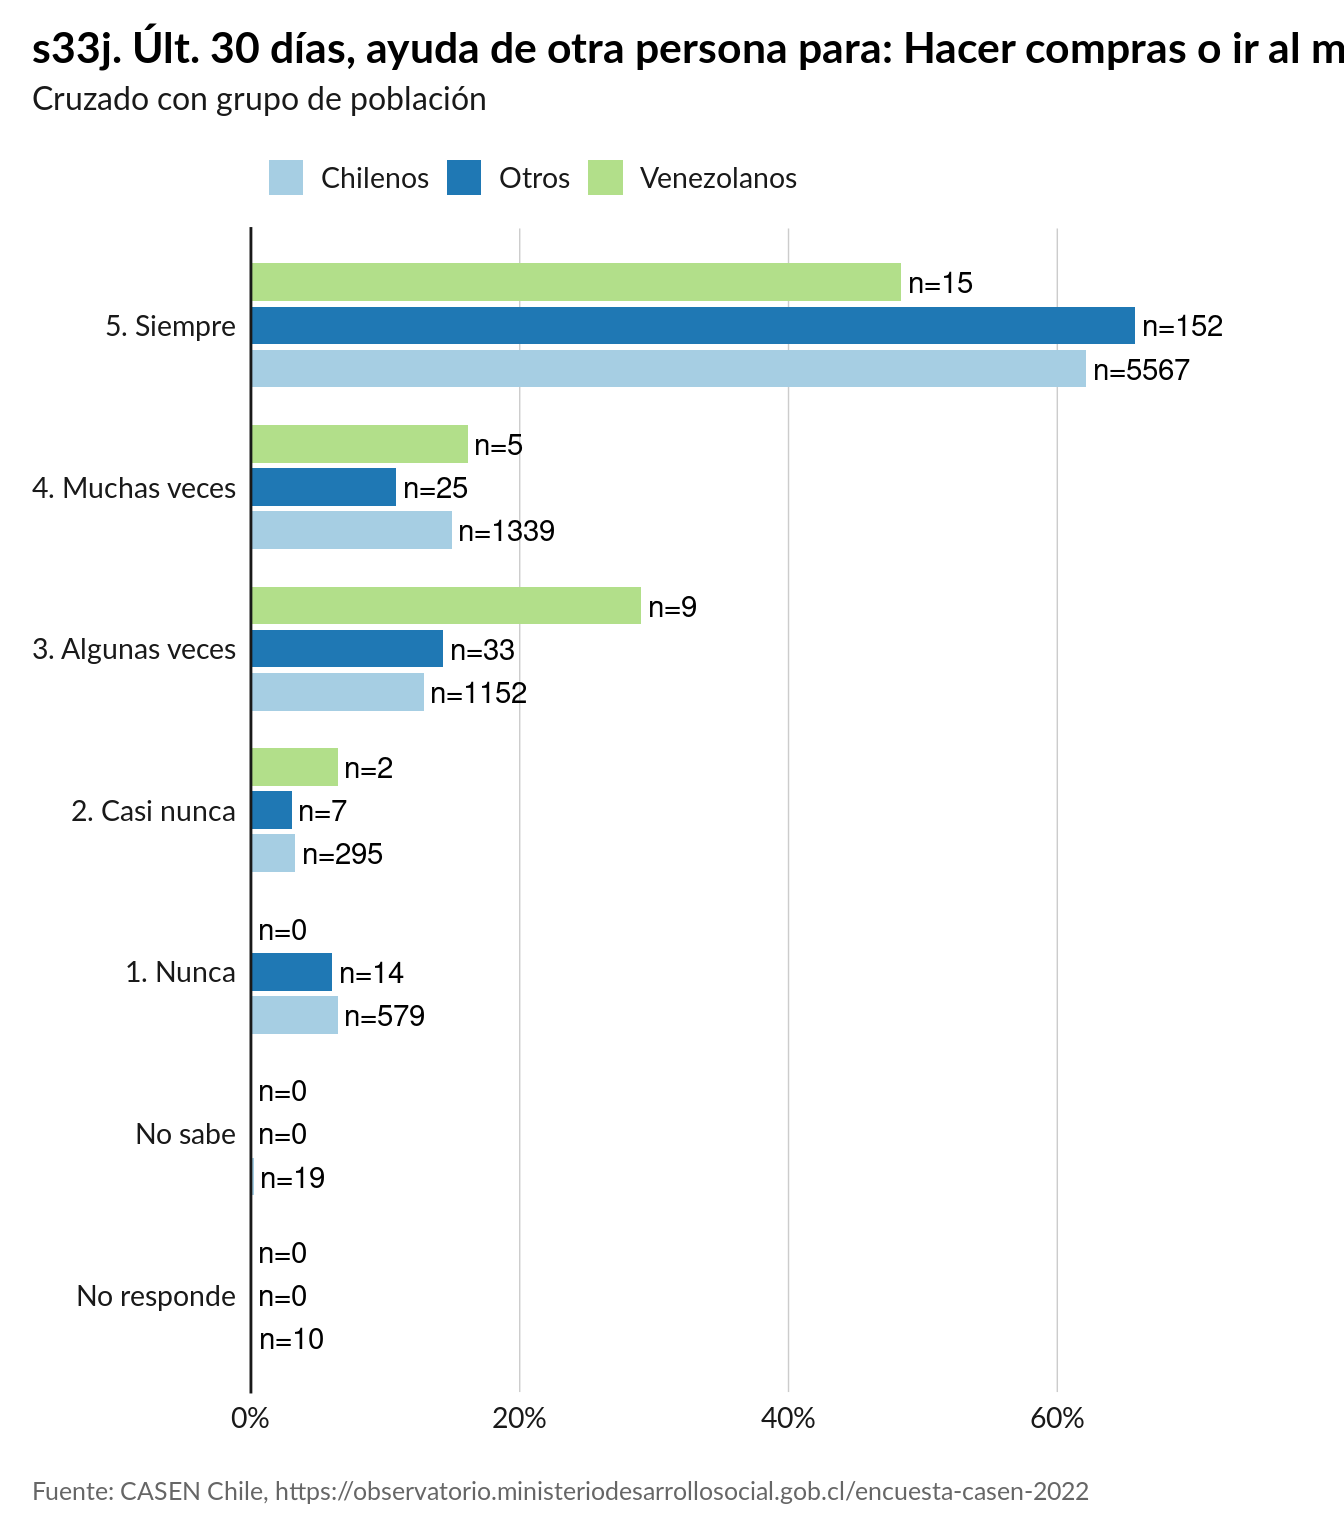 s33j. Últ. 30 días, ayuda de otra persona para: Hacer compras o ir al m
Cruzado con grupo de población
Chilenos Otros Venezolanos
n=15
5. Siempre n=152
n=5567
n=5
4. Muchas veces n=25
n=1339
n=9
3. Algunas veces n=33
n=1152
n=2
2. Casi nunca n=7
n=295
n=0
1. Nunca n=14
n=579
n=0
No sabe n=0
n=19
n=0
No responde n=0
n=10
0% 20% 40% 60%
Fuente: CASEN Chile, https://observatorio.ministeriodesarrollosocial.gob.cl/encuesta-casen-2022